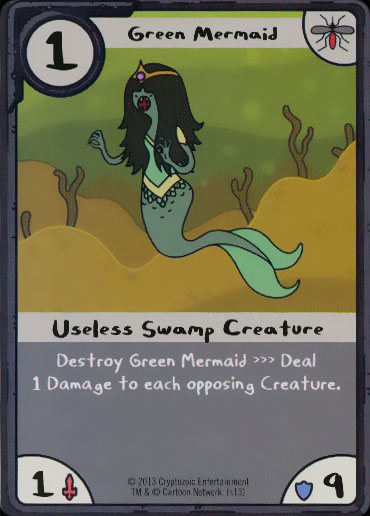 1
Green Mermaid
Useless Swamp Creature
Destroy Green Mermaid >>> Deal
1 Damage to each opposing Creature.
1
© 2013 Cryptozoic Entertainment
TM & © Cartoon Network. (s13)
9